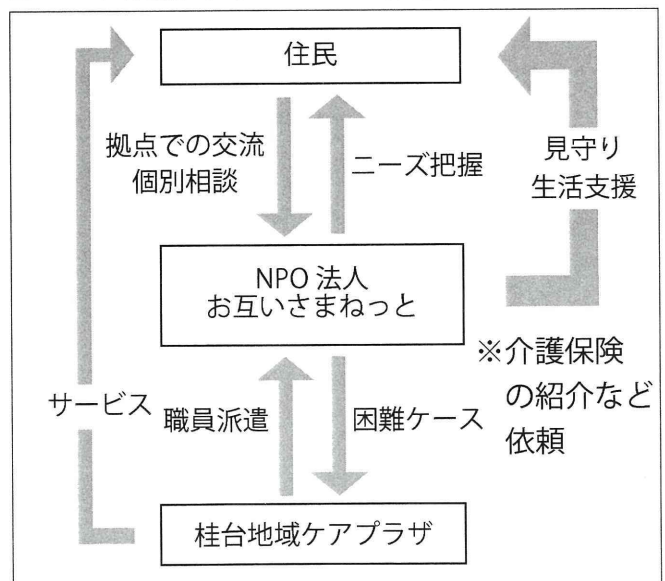 住民
拠点での交流
個別相談
ニーズ把握
見守り
生活支援
NPO 法人
お互いさまねっと
※介護保険
の紹介など
依頼
サービス
職員派遣
困難ケース
桂台地域ケアプラザ